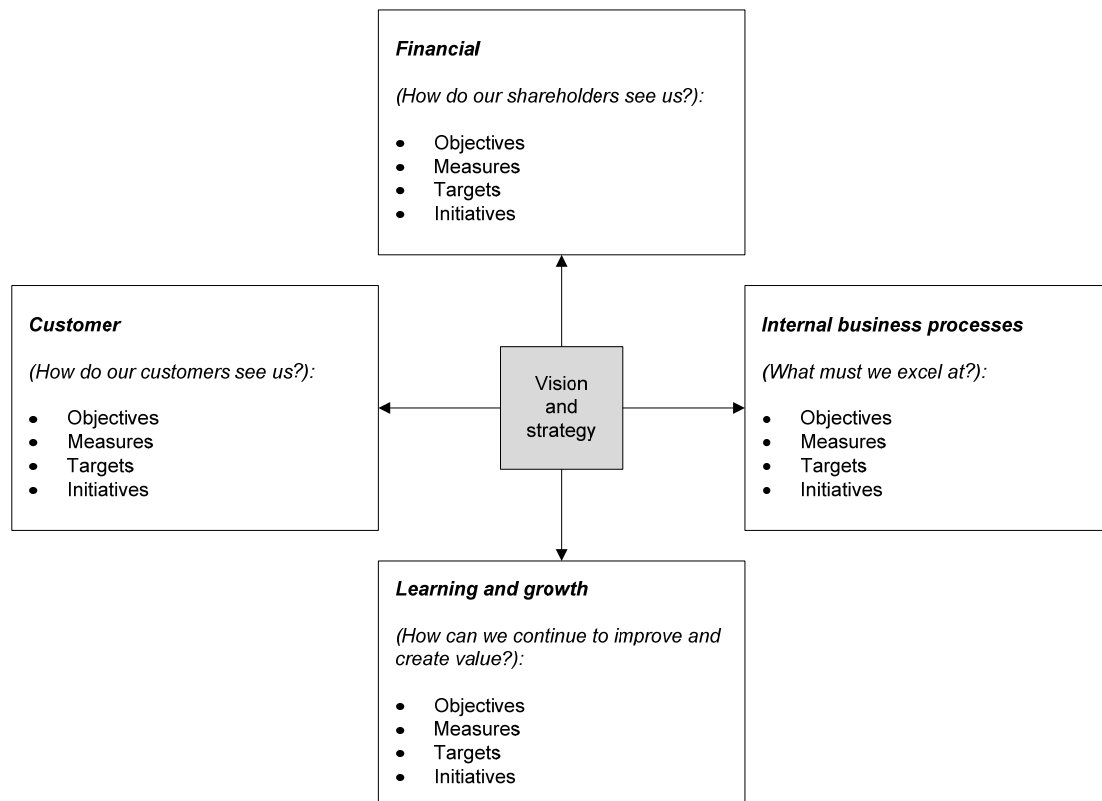 Financial
(How do our shareholders see us?):
• Objectives
• Measures
• Targets
• Initiatives
Customer
(How do our customers see us?):
• Objectives
• Measures
• Targets
• Initiatives
Vision
and
strategy
Internal business processes
(What must we excel at?):
• Objectives
• Measures
• Targets
• Initiatives
Learning and growth
(How can we continue to improve and
create value?):
• Objectives
• Measures
• Targets
• Initiatives